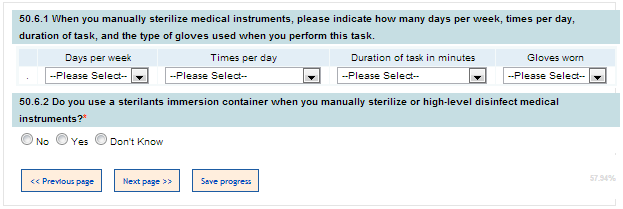 50.6.1 When you manually sterilize medical instruments, please indicate how many days per week, times per day,
duration of task, and the type of gloves used when you perform this task.
Days per week Times per day Duration of task in minutes Gloves worn
. --Please Select-- --Please Select-- --Please Select-- --Please Select--
50.6.2 Do you use a sterilants immersion container when you manually sterilize or high-level disinfect medical
instruments?*
No Yes Don't Know
<< Previous page Next page >> Save progress 57.94%